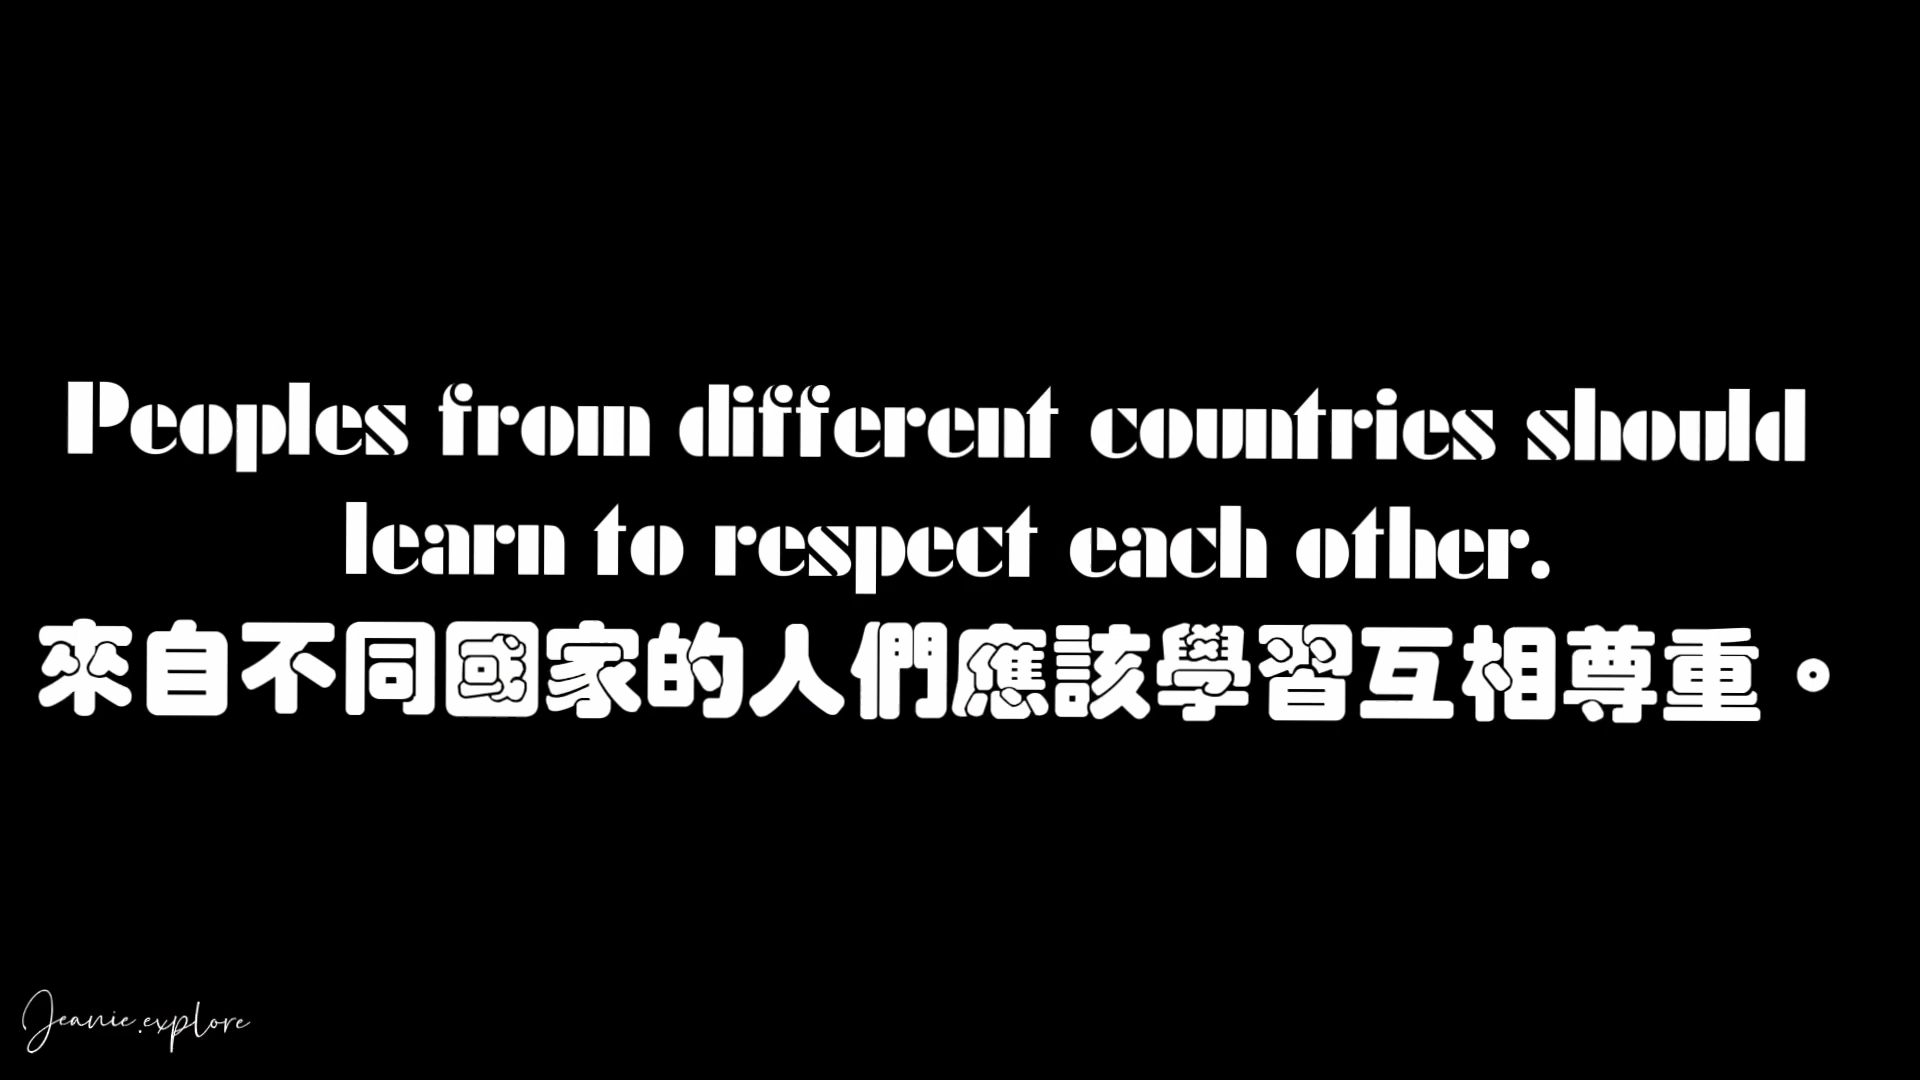 Peoples from different countries should
learn to respect each other.
來自不同國家的人們應該學習互相尊重。
Jeanie.explore